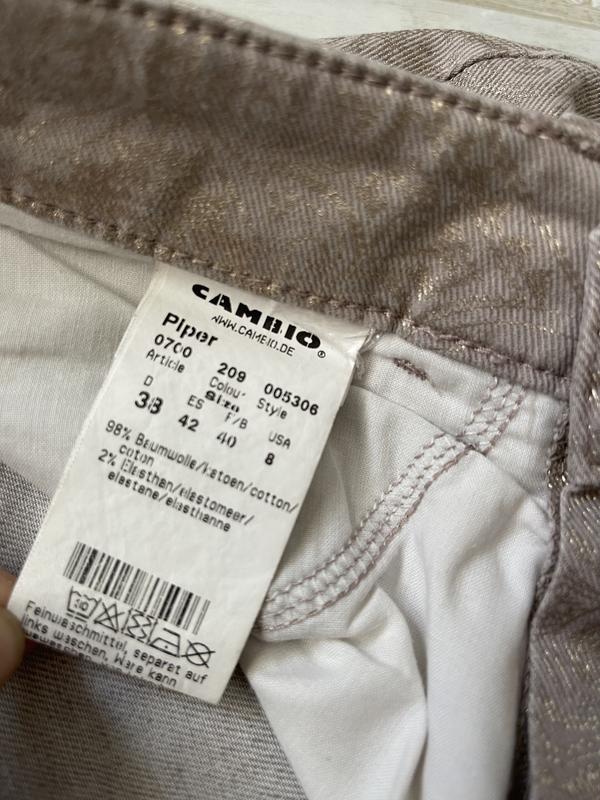 CAMBIO®
WWW.CAMBIO.DE
Piper
0700 209 005306
Article Colour Style
Size
D ES F/B USA
38 42 40 8
98% Baumwolle/katoen/cotton/
coton
2% Elasthan/elastomeer/
elastane/elasthanne
Feinwaschmittel, separat auf
links waschen, Ware kann